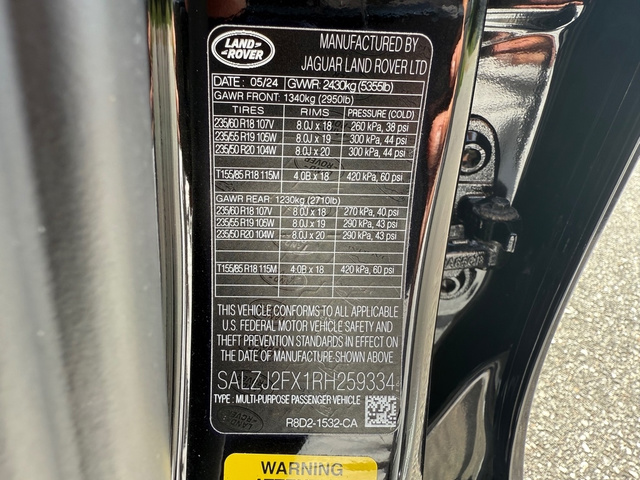 LAND
ROVER
MANUFACTURED BY
JAGUAR LAND ROVER LTD
DATE : 05/24 GVWR: 2430kg (5355lb)
GAWR FRONT: 1340kg (2950lb)
TIRES RIMS PRESSURE (COLD)
235/60 R18 107V 8.0J x 18 260 kPa, 38 psi
235/55 R19 105W 8.0J x 19 300 kPa, 44 psi
235/50 R20 104W 8.0J x 20 300 kPa, 44 psi
T155/85 R18 115M 4.0B x 18 420 kPa, 60 psi
GAWR REAR: 1230kg (2710lb)
235/60 R18 107V 8.0J x 18 270 kPa, 40 psi
235/55 R19 105W 8.0J x 19 290 kPa, 43 psi
235/50 R20 104W 8.0J x 20 290 kPa, 43 psi
T155/85 R18 115M 4.0B x 18 420 kPa, 60 psi
THIS VEHICLE CONFORMS TO ALL APPLICABLE
U.S. FEDERAL MOTOR VEHICLE SAFETY AND
THEFT PREVENTION STANDARDS IN EFFECT ON
THE DATE OF MANUFACTURE SHOWN ABOVE
SALZJ2FX1RH259334
TYPE : MULTI-PURPOSE PASSENGER VEHICLE
R8D2-1532-CA
WARNING